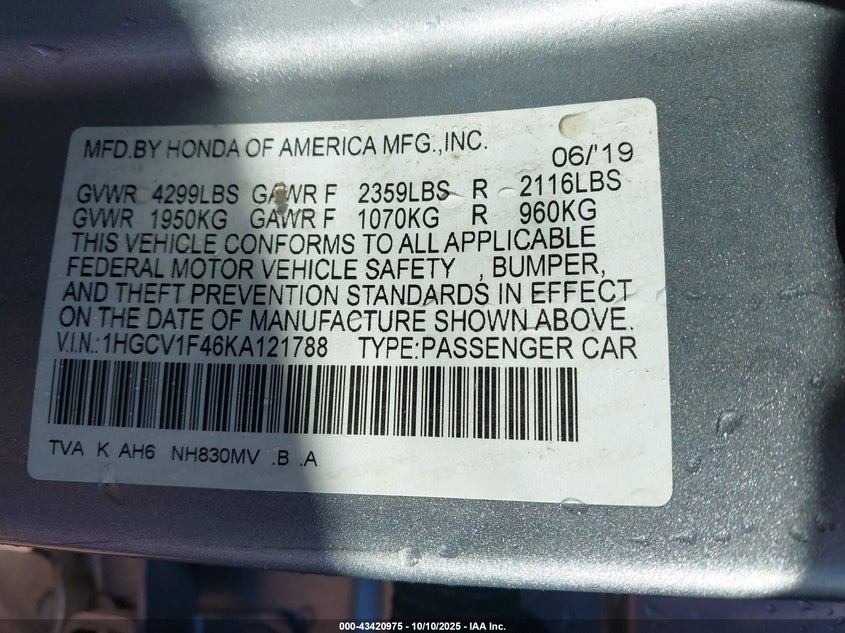 MFD.BY HONDA OF AMERICA MFG.,INC. 06/'19
GVWR 4299LBS GAWR F 2359LBS R 2116LBS
GVWR 1950KG GAWR F 1070KG R 960KG
THIS VEHICLE CONFORMS TO ALL APPLICABLE
FEDERAL MOTOR VEHICLE SAFETY , BUMPER,
AND THEFT PREVENTION STANDARDS IN EFFECT
ON THE DATE OF MANUFACTURE SHOWN ABOVE.
V.I.N.:1HGCV1F46KA121788 TYPE:PASSENGER CAR
TVA K AH6 NH830MV .B .A
000-43420975 - 10/10/2025 - IAA Inc.